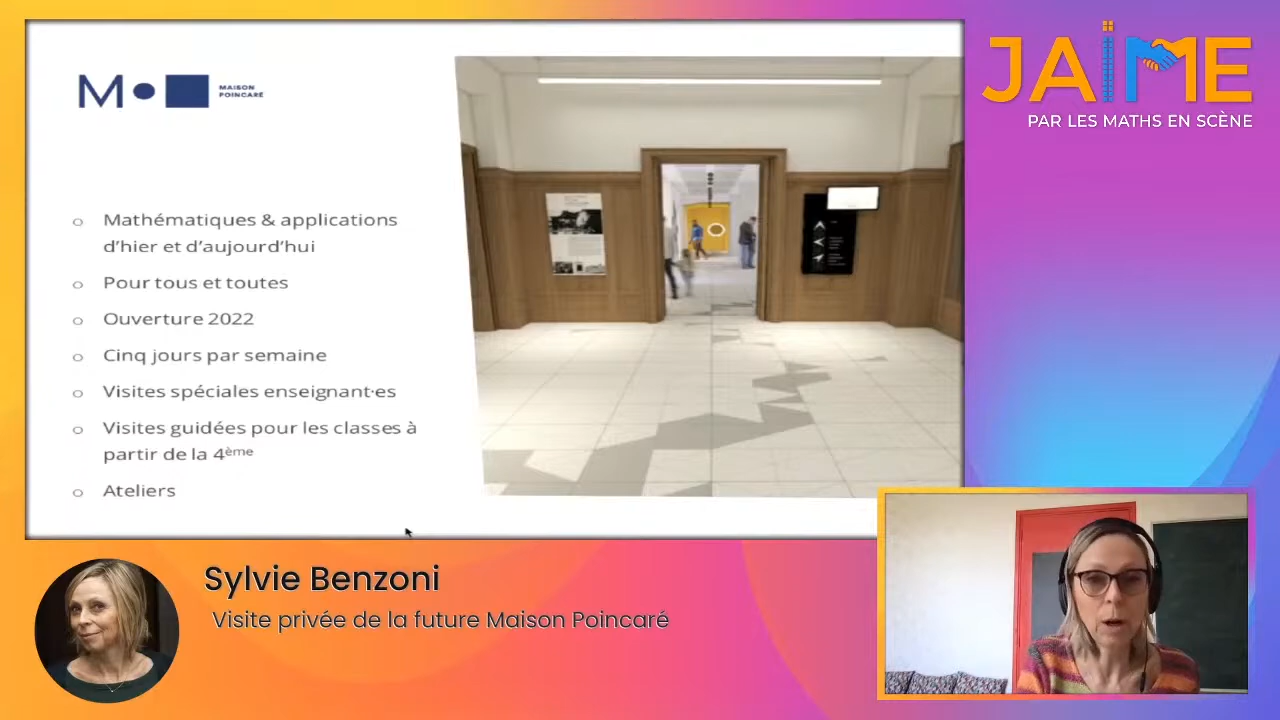 M
MAISON
POINCARÉ
Mathématiques & applications
d’hier et d’aujourd’hui
Pour tous et toutes
Ouverture 2022
Cinq jours par semaine
Visites spéciales enseignant·es
Visites guidées pour les classes à
partir de la 4ème
Ateliers
JAÏME
PAR LES MATHS EN SCÈNE
Sylvie Benzoni
Visite privée de la future Maison Poincaré